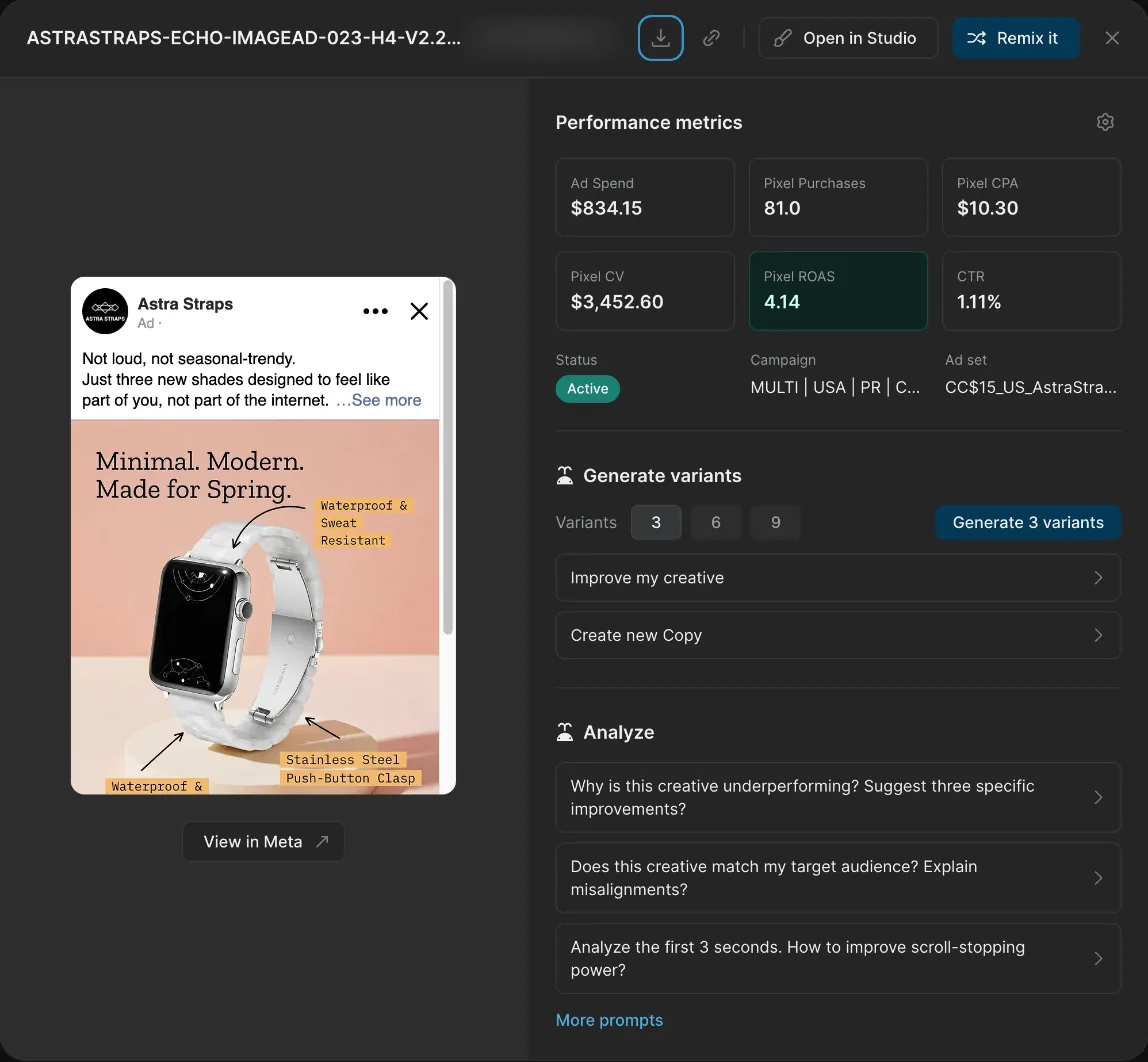 ASTRASTRAPS-ECHO-IMAGEAD-023-H4-V2.2...
Open in Studio
Remix it
ASTRA STRAPS
Astra Straps
Ad ·
Not loud, not seasonal-trendy.
Just three new shades designed to feel like
part of you, not part of the internet. ...See more
Minimal. Modern.
Made for Spring.
Waterproof &
Sweat
Resistant
Stainless Steel
Push-Button Clasp
Waterproof &
View in Meta
Performance metrics
Ad Spend
$834.15
Pixel Purchases
81.0
Pixel CPA
$10.30
Pixel CV
$3,452.60
Pixel ROAS
4.14
CTR
1.11%
Status
Active
Campaign
MULTI | USA | PR | C...
Ad set
CC$15_US_AstraStra...
Generate variants
Variants
3
6
9
Generate 3 variants
Improve my creative
Create new Copy
Analyze
Why is this creative underperforming? Suggest three specific
improvements?
Does this creative match my target audience? Explain
misalignments?
Analyze the first 3 seconds. How to improve scroll-stopping
power?
More prompts